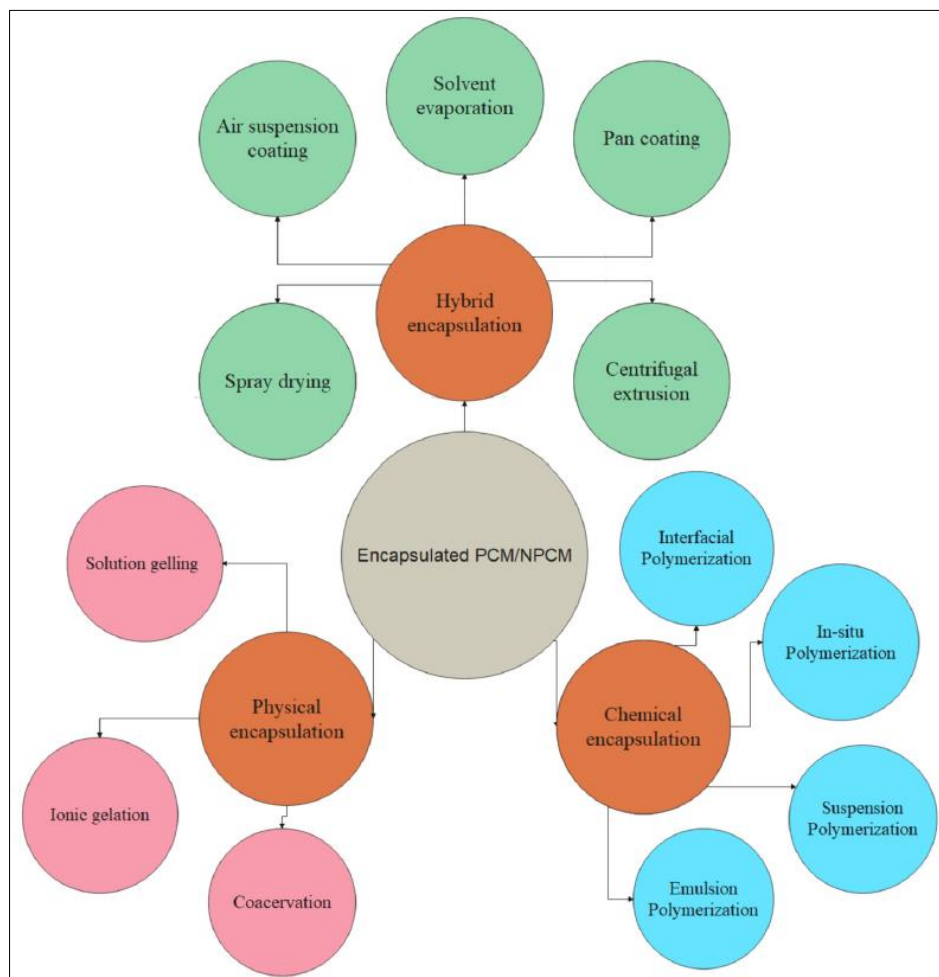 Solvent
evaporation
Air suspension
coating
Pan coating
Hybrid
encapsulation
Spray drying
Centrifugal
extrusion
Encapsulated PCM/NPCM
Solution gelling
Interfacial
Polymerization
In-situ
Polymerization
Physical
encapsulation
Chemical
encapsulation
Ionic gelation
Suspension
Polymerization
Coacervation
Emulsion
Polymerization